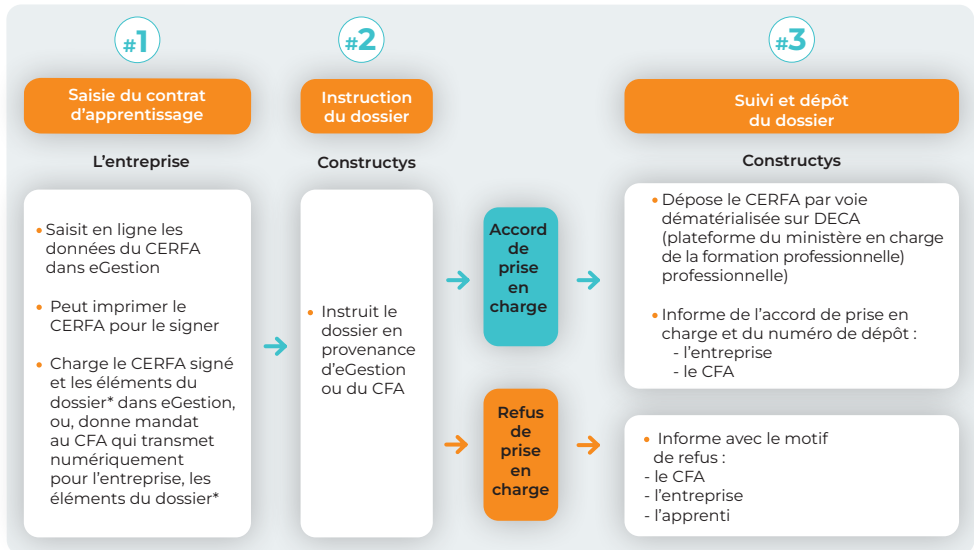 #1
Saisie du contrat
d'apprentissage
L'entreprise
• Saisit en ligne les
données du CERFA
dans eGestion
• Peut imprimer le
CERFA pour le signer
• Charge le CERFA signé
et les éléments du
dossier* dans eGestion,
ou, donne mandat
au CFA qui transmet
numériquement
pour l'entreprise, les
éléments du dossier*
#2
Instruction
du dossier
Constructys
• Instruit le
dossier en
provenance
d'eGestion
ou du CFA
Accord
de
prise
en
charge
Refus
de
prise
en
charge
#3
Suivi et dépôt
du dossier
Constructys
• Dépose le CERFA par voie
dématérialisée sur DECA
(plateforme du ministère en charge
de la formation professionelle)
professionnelle)
• Informe de l'accord de prise en
charge et du numéro de dépôt :
- l'entreprise
- le CFA
• Informe avec le motif
de refus :
- le CFA
- l'entreprise
- l'apprenti